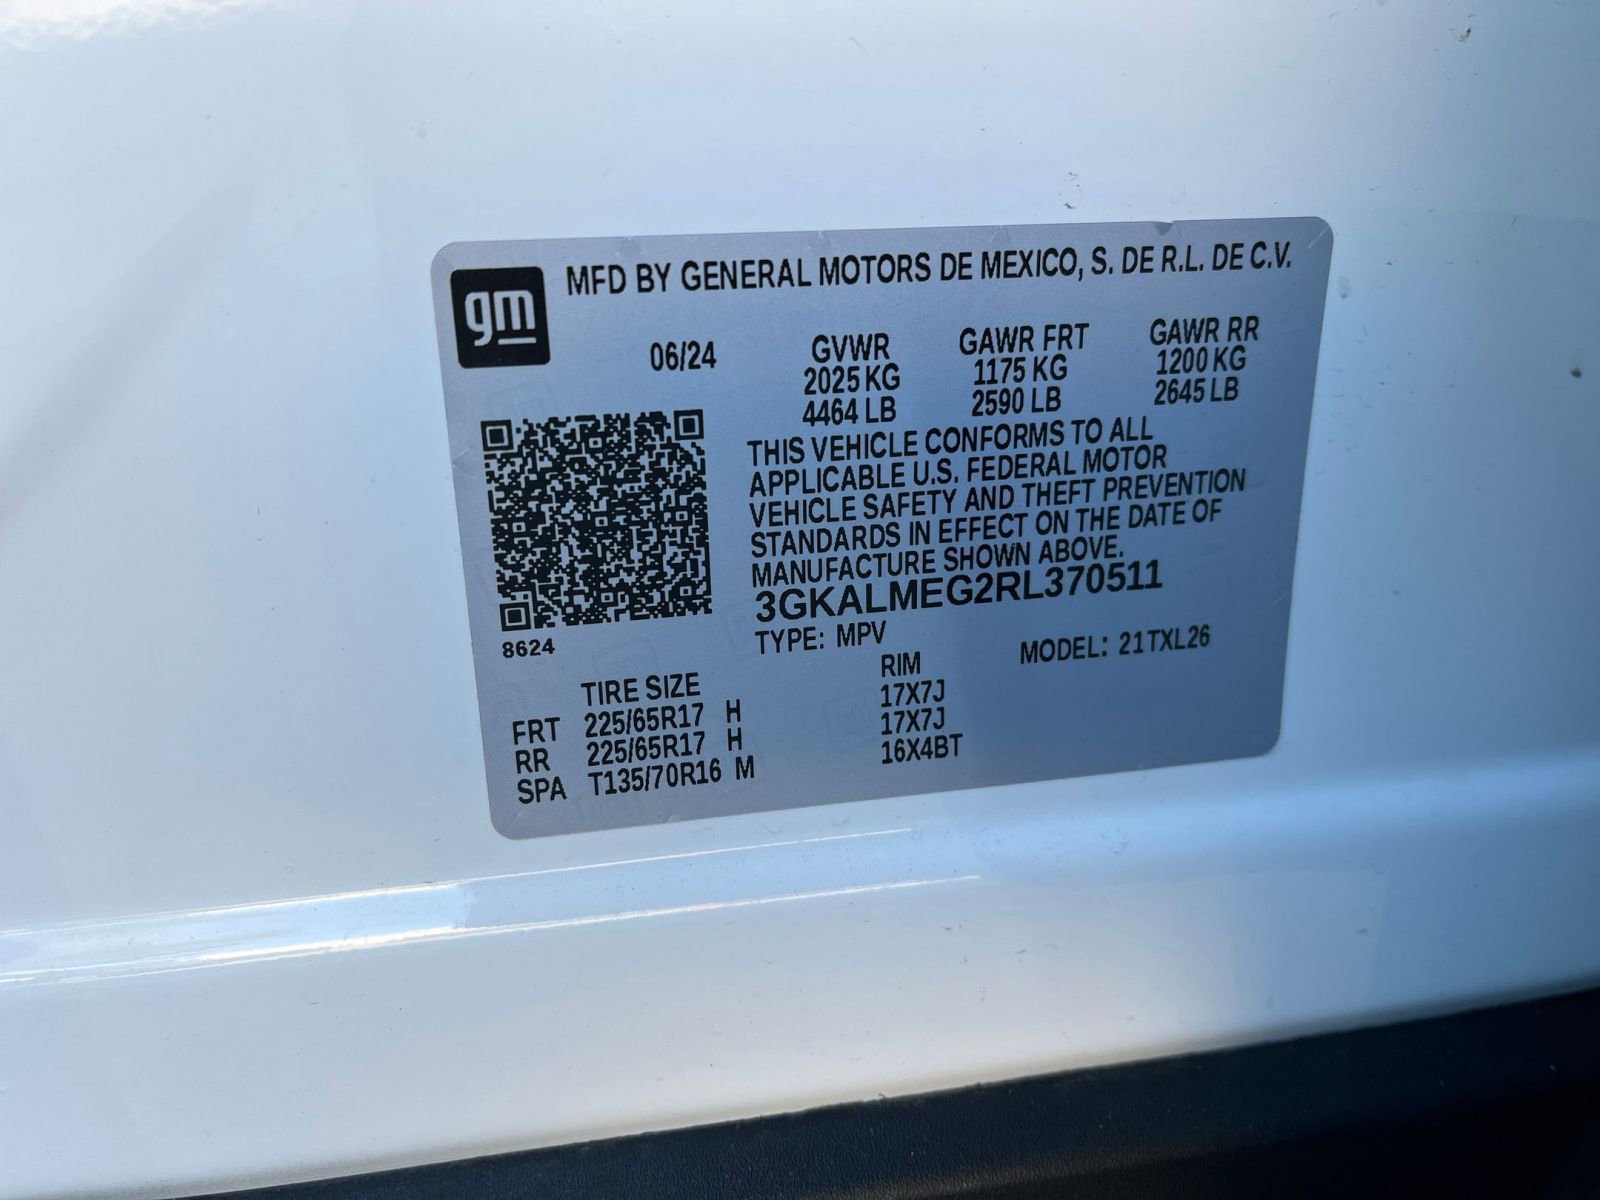 gm
MFD BY GENERAL MOTORS DE MEXICO, S. DE R.L. DE C.V.
06/24 GVWR GAWR FRT GAWR RR
2025 KG 1175 KG 1200 KG
4464 LB 2590 LB 2645 LB
THIS VEHICLE CONFORMS TO ALL
APPLICABLE U.S. FEDERAL MOTOR
VEHICLE SAFETY AND THEFT PREVENTION
STANDARDS IN EFFECT ON THE DATE OF
MANUFACTURE SHOWN ABOVE.
3GKALMEG2RL370511
8624
TYPE: MPV MODEL: 21TXL26
TIRE SIZE RIM
FRT 225/65R17 H 17X7J
RR 225/65R17 H 17X7J
SPA T135/70R16 M 16X4BT